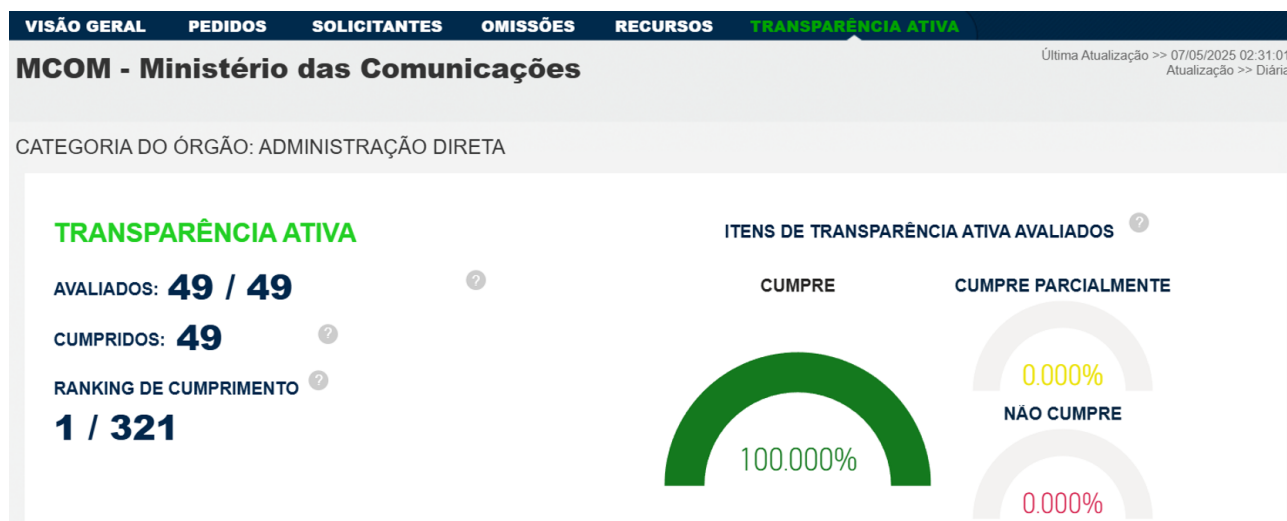 VISÃO GERAL PEDIDOS SOLICITANTES OMISSÕES RECURSOS TRANSPARÊNCIA ATIVA
MCOM - Ministério das Comunicações
Última Atualização >> 07/05/2025 02:31:01
Atualização >> Diária
CATEGORIA DO ÓRGÃO: ADMINISTRAÇÃO DIRETA
TRANSPARÊNCIA ATIVA
AVALIADOS: 49 / 49 ?
CUMPRIDOS: 49 ?
RANKING DE CUMPRIMENTO ?
1 / 321
ITENS DE TRANSPARÊNCIA ATIVA AVALIADOS ?
CUMPRE
100.000%
CUMPRE PARCIALMENTE
0.000%
NÃO CUMPRE
0.000%